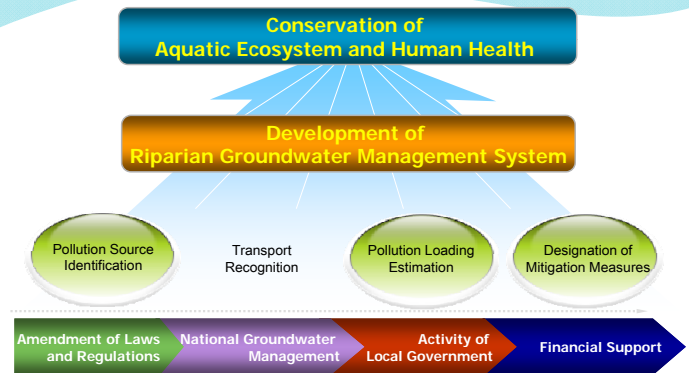 Conservation of
Aquatic Ecosystem and Human Health
Development of
Riparian Groundwater Management System
Pollution Source
Identification
Transport
Recognition
Pollution Loading
Estimation
Designation of
Mitigation Measures
Amendment of Laws
and Regulations
National Groundwater
Management
Activity of
Local Government
Financial Support